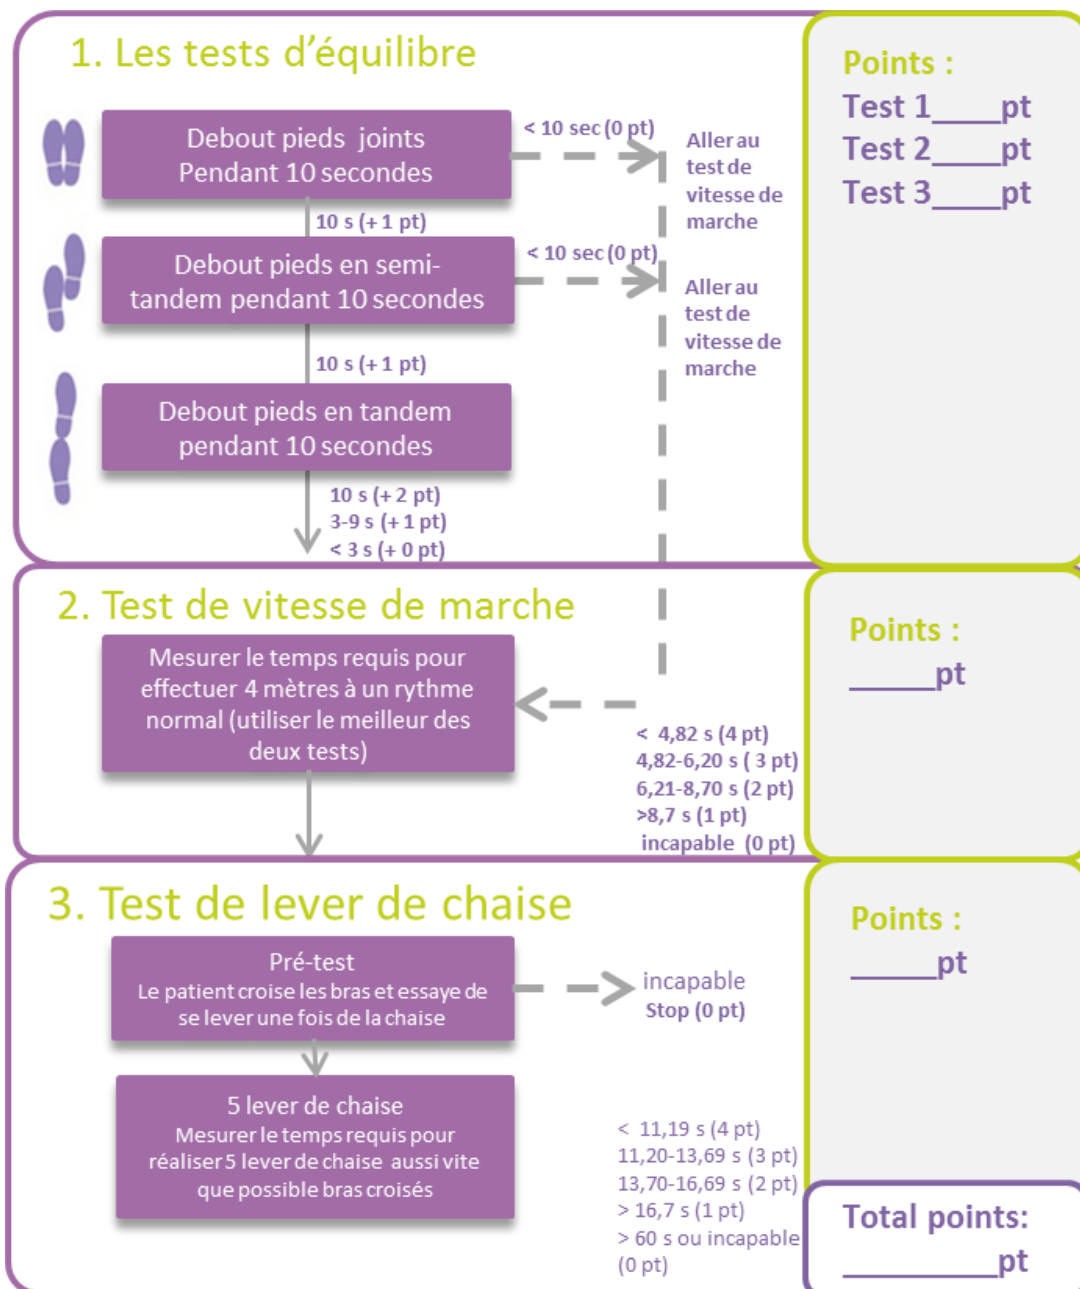 1. Les tests d'équilibre
Points :
Test 1____pt
Test 2____pt
Test 3____pt
Debout pieds joints
Pendant 10 secondes
< 10 sec (0 pt)
Aller au
test de
vitesse de
marche
10 s (+ 1 pt)
Debout pieds en semi-
tandem pendant 10 secondes
< 10 sec (0 pt)
Aller au
test de
vitesse de
marche
10 s (+ 1 pt)
Debout pieds en tandem
pendant 10 secondes
10 s (+ 2 pt)
3-9 s (+ 1 pt)
< 3 s (+ 0 pt)
2. Test de vitesse de marche
Points :
_____pt
Mesurer le temps requis pour
effectuer 4 mètres à un rythme
normal (utiliser le meilleur des
deux tests)
< 4,82 s (4 pt)
4,82-6,20 s ( 3 pt)
6,21-8,70 s (2 pt)
>8,7 s (1 pt)
incapable (0 pt)
3. Test de lever de chaise
Points :
_____pt
Pré-test
Le patient croise les bras et essaye de
se lever une fois de la chaise
incapable
Stop (0 pt)
5 lever de chaise
Mesurer le temps requis pour
réaliser 5 lever de chaise aussi vite
que possible bras croisés
< 11,19 s (4 pt)
11,20-13,69 s (3 pt)
13,70-16,69 s (2 pt)
> 16,7 s (1 pt)
> 60 s ou incapable
(0 pt)
Total points:
_________pt